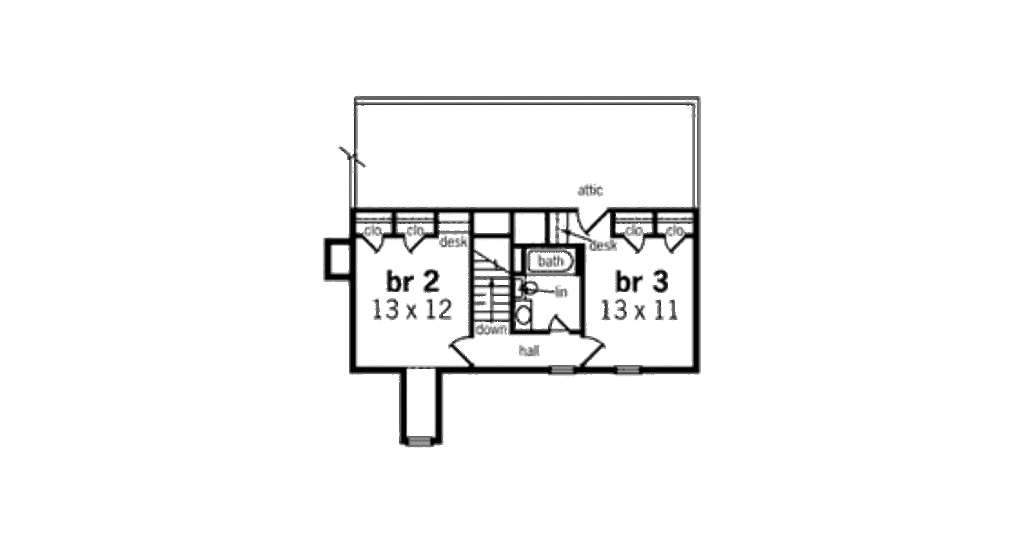 attic
clo
clo
desk
clo
clo
desk
bath
br 2
13 x 12
br 3
13 x 11
lin
down
hall